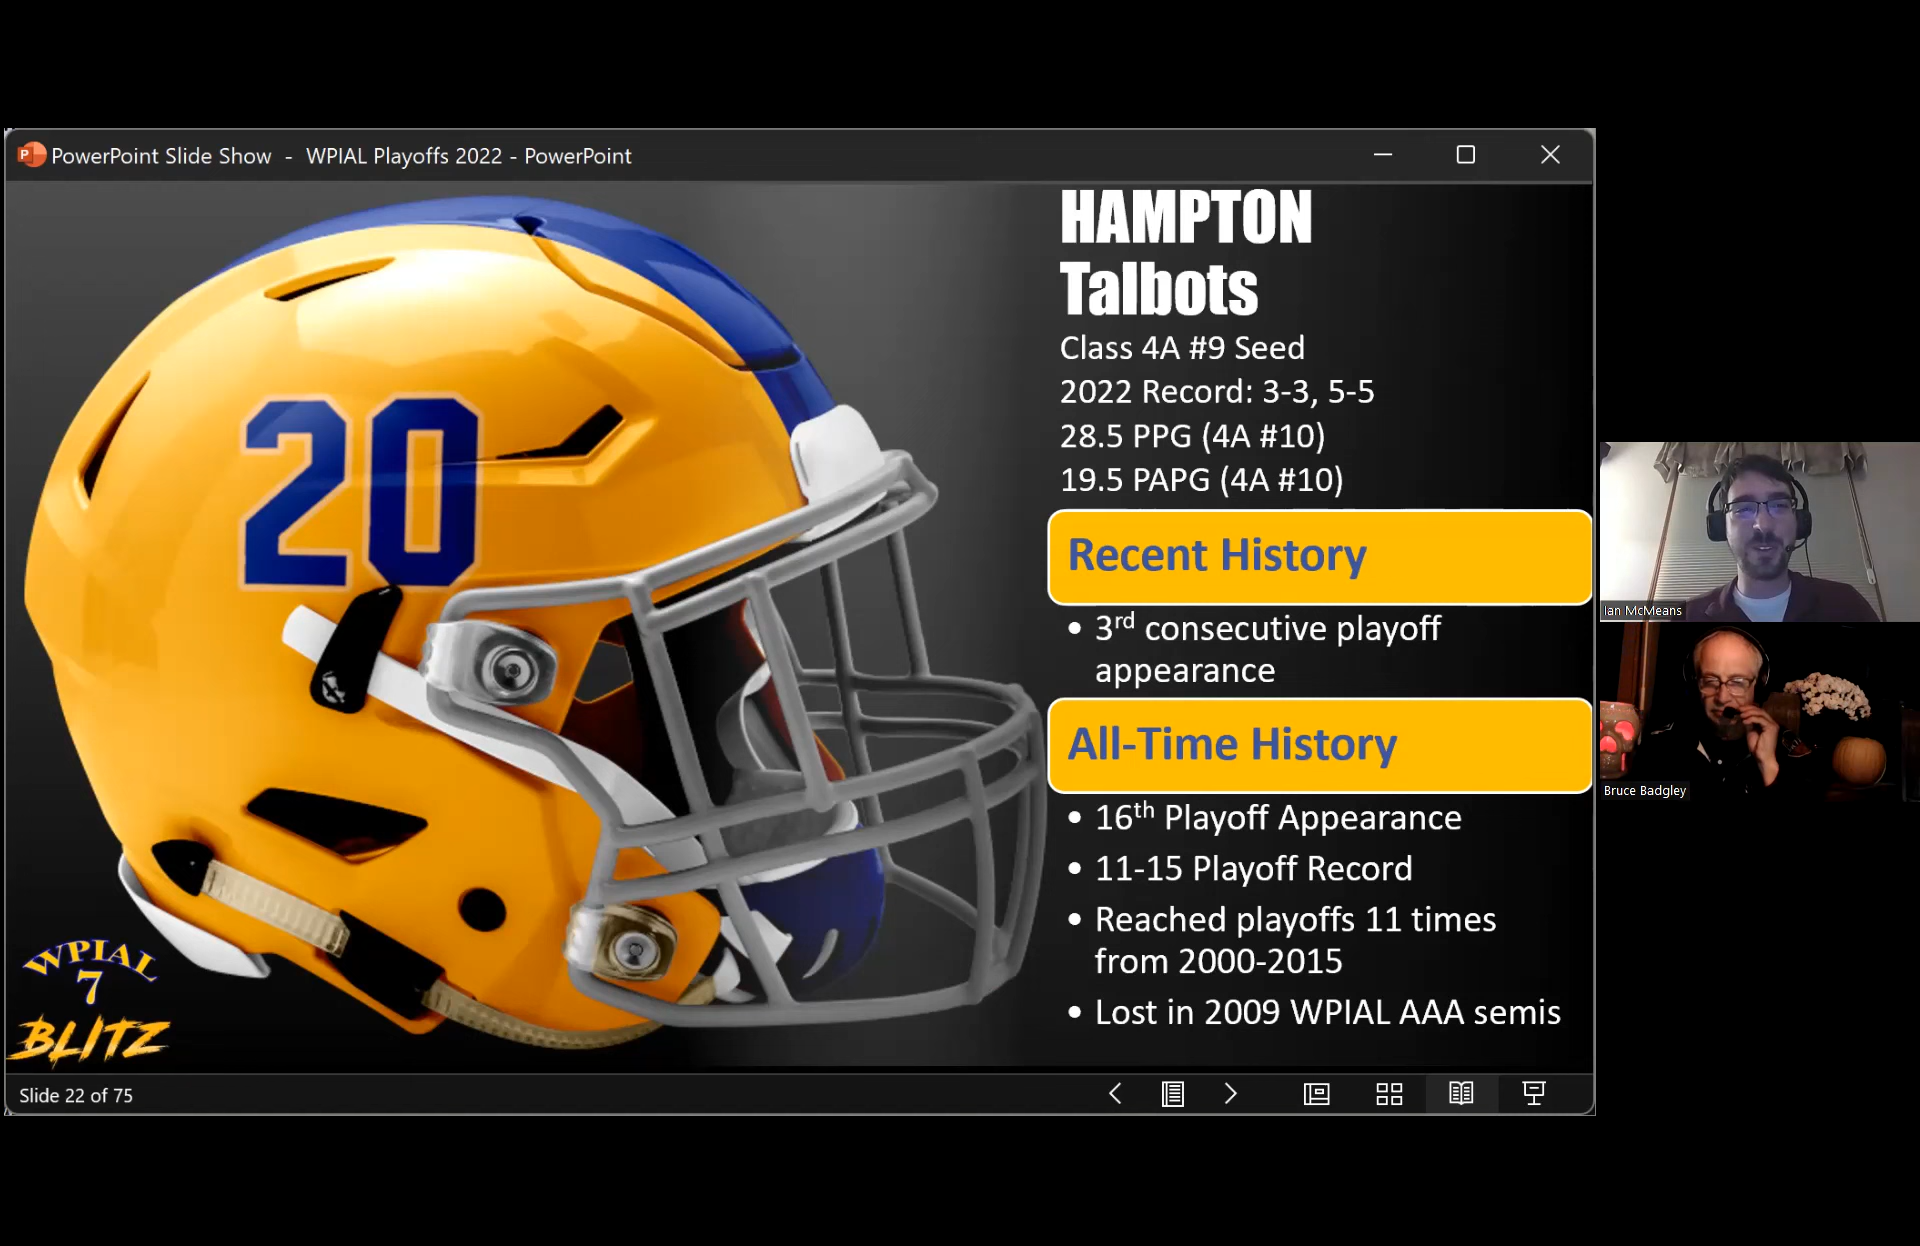 PowerPoint Slide Show - WPIAL Playoffs 2022 - PowerPoint
HAMPTON
Talbots
Class 4A #9 Seed
2022 Record: 3-3, 5-5
28.5 PPG (4A #10)
19.5 PAPG (4A #10)
Recent History
• 3rd consecutive playoff
appearance
All-Time History
• 16th Playoff Appearance
• 11-15 Playoff Record
• Reached playoffs 11 times
from 2000-2015
• Lost in 2009 WPIAL AAA semis
20
WPIAL
7
BLITZ
Slide 22 of 75
Ian McMeans
Bruce Badgley